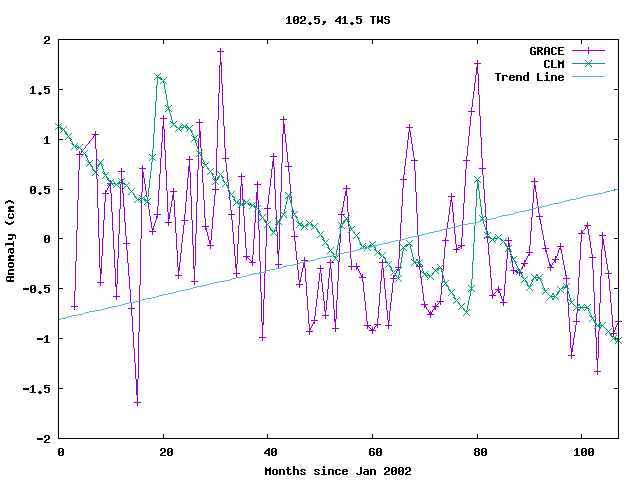 102.5, 41.5 TWS
GRACE
CLM
Trend Line
2
1.5
1
0.5
0
-0.5
-1
-1.5
-2
Anomaly (cm)
0 20 40 60 80 100
Months since Jan 2002